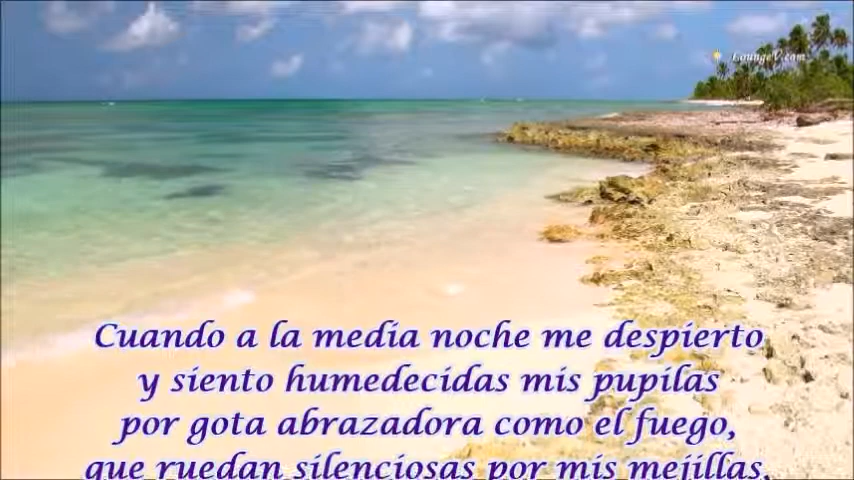 LoungeV.com
Cuando a la media noche me despierto
y siento humedecidas mis pupilas
por gota abrazadora como el fuego,
que ruedan silenciosas por mis mejillas,